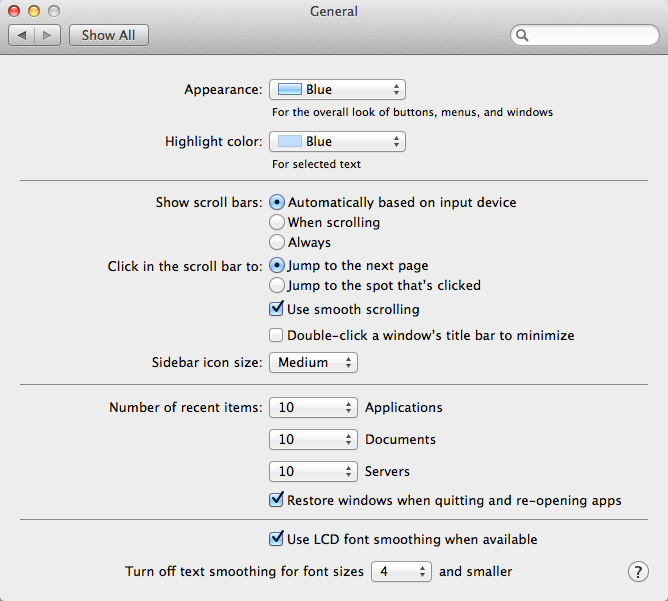 General
Show All
Appearance: Blue
For the overall look of buttons, menus, and windows
Highlight color: Blue
For selected text
Show scroll bars: Automatically based on input device
When scrolling
Always
Click in the scroll bar to: Jump to the next page
Jump to the spot that's clicked
Use smooth scrolling
Double-click a window's title bar to minimize
Sidebar icon size: Medium
Number of recent items: 10 Applications
10 Documents
10 Servers
Restore windows when quitting and re-opening apps
Use LCD font smoothing when available
Turn off text smoothing for font sizes 4 and smaller ?